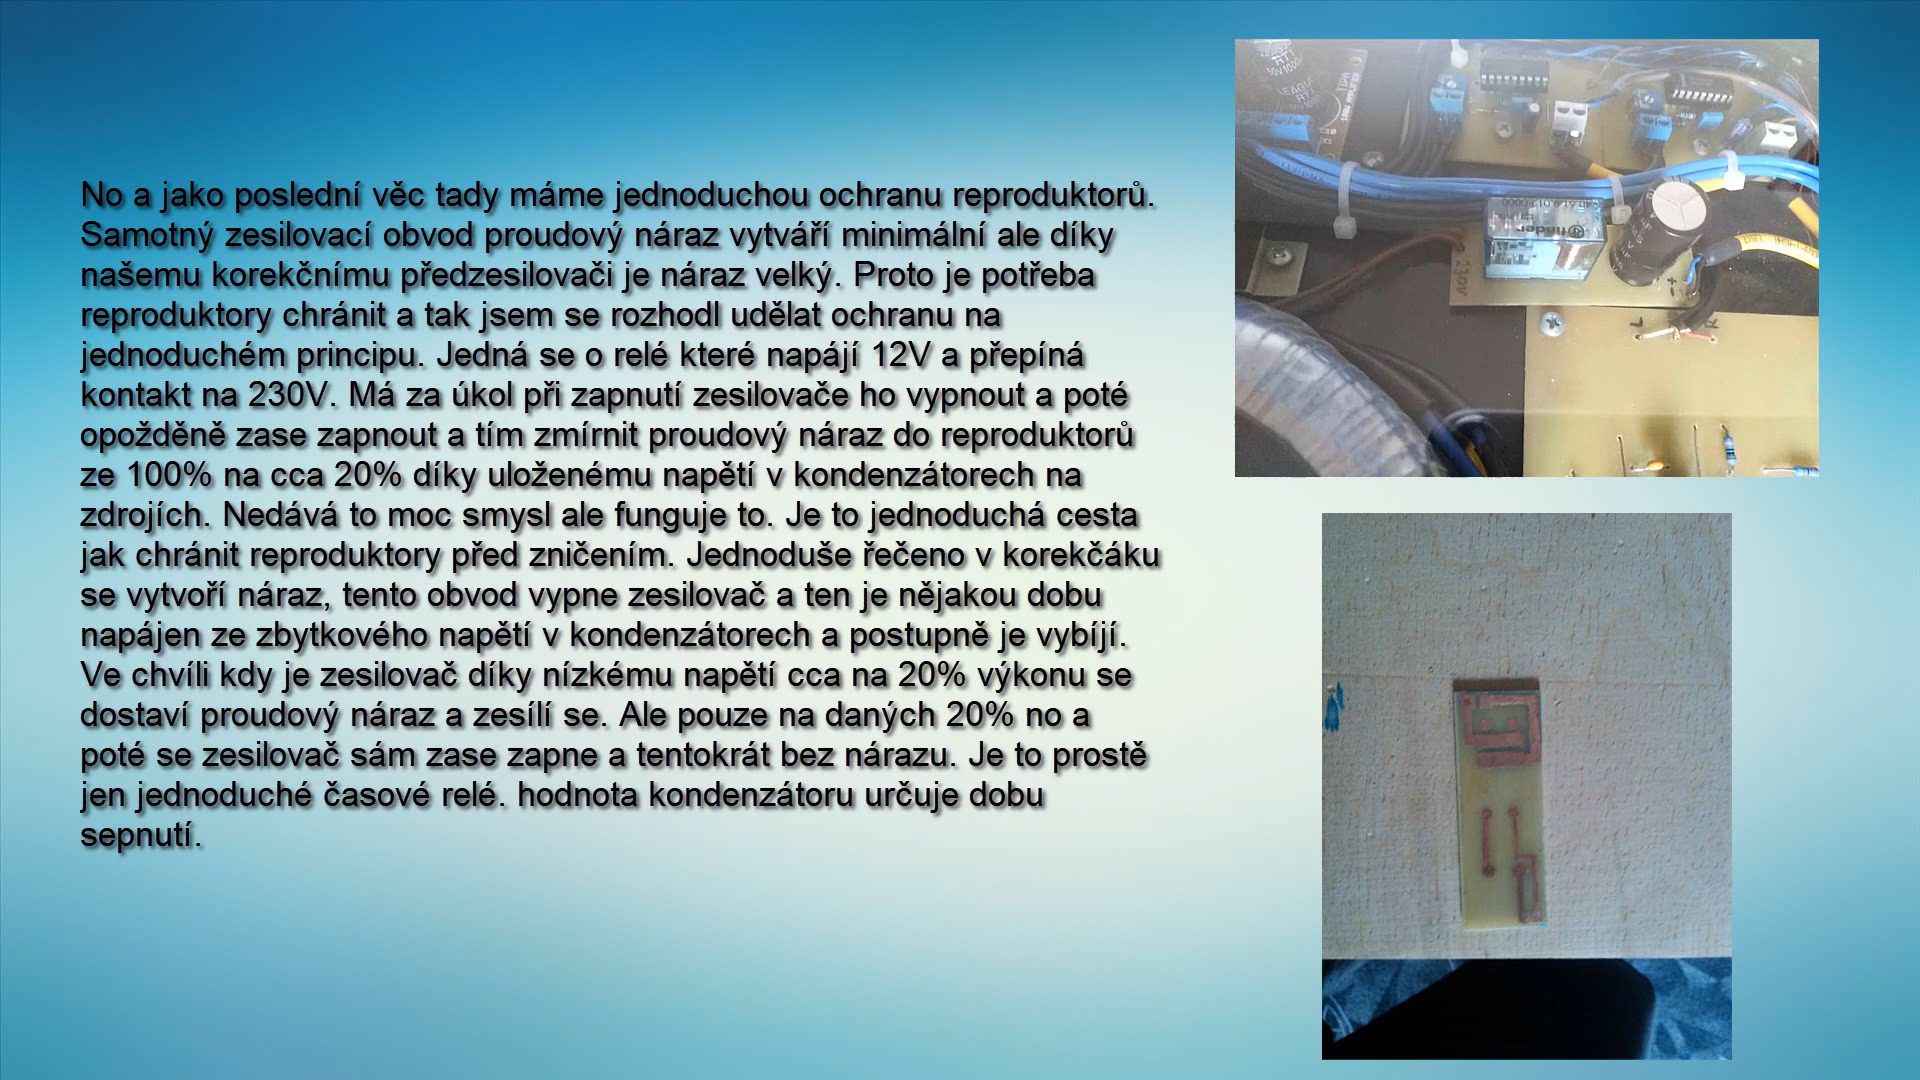 No a jako poslední věc tady máme jednoduchou ochranu reproduktorů.
Samotný zesilovací obvod proudový náraz vytváří minimální ale díky
našemu korekčnímu předzesilovači je náraz velký. Proto je potřeba
reproduktory chránit a tak jsem se rozhodl udělat ochranu na
jednoduchém principu. Jedná se o relé které napájí 12V a přepíná
kontakt na 230V. Má za úkol při zapnutí zesilovače ho vypnout a poté
opožděně zase zapnout a tím zmírnit proudový náraz do reproduktorů
ze 100% na cca 20% díky uloženému napětí v kondenzátorech na
zdrojích. Nedává to moc smysl ale funguje to. Je to jednoduchá cesta
jak chránit reproduktory před zničením. Jednoduše řečeno v korekčáku
se vytvoří náraz, tento obvod vypne zesilovač a ten je nějakou dobu
napájen ze zbytkového napětí v kondenzátorech a postupně je vybíjí.
Ve chvíli kdy je zesilovač díky nízkému napětí cca na 20% výkonu se
dostaví proudový náraz a zesílí se. Ale pouze na daných 20% no a
poté se zesilovač sám zase zapne a tentokrát bez nárazu. Je to prostě
jen jednoduché časové relé. hodnota kondenzátoru určuje dobu
sepnutí.
LEAGUE
RT1
finder
230V